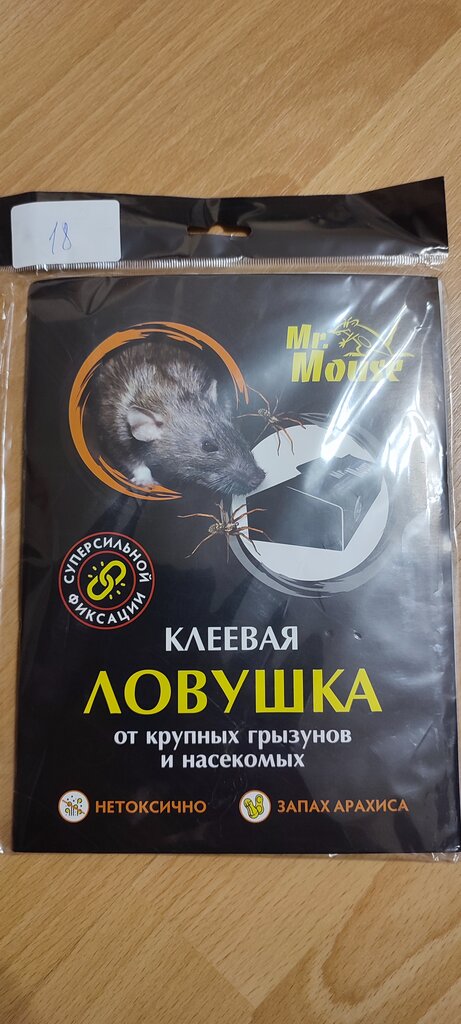 18
Mr.
Mouse
СУПЕРСИЛЬНОЙ
ФИКСАЦИИ
КЛЕЕВАЯ
ЛОВУШКА
от крупных грызунов
и насекомых
НЕТОКСИЧНО
ЗАПАХ АРАХИСА